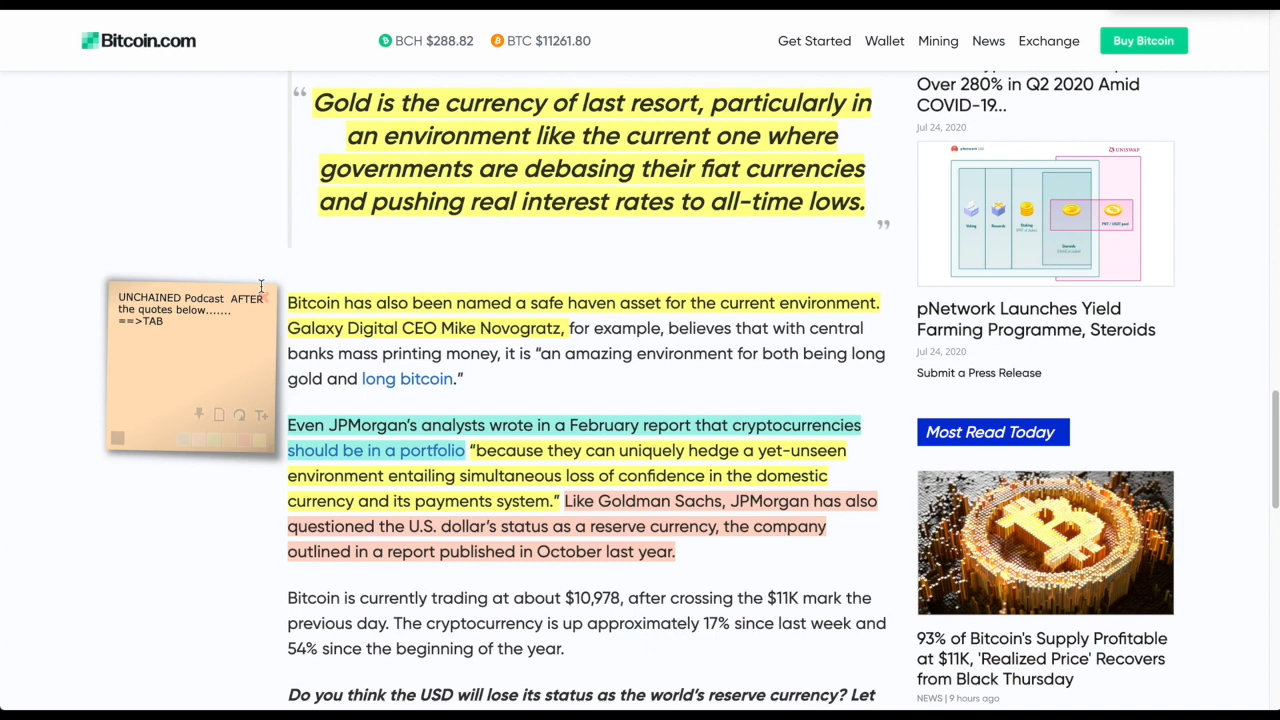 Bitcoin.com
BCH $288.82
BTC $11261.80
Get Started
Wallet
Mining
News
Exchange
Buy Bitcoin
“ Gold is the currency of last resort, particularly in
an environment like the current one where
governments are debasing their fiat currencies
and pushing real interest rates to all-time lows.
”
UNCHAINED Podcast AFTER
the quotes below.......
==>TAB
T+
Bitcoin has also been named a safe haven asset for the current environment.
Galaxy Digital CEO Mike Novogratz, for example, believes that with central
banks mass printing money, it is “an amazing environment for both being long
gold and long bitcoin.”
Even JPMorgan’s analysts wrote in a February report that cryptocurrencies
should be in a portfolio “because they can uniquely hedge a yet-unseen
environment entailing simultaneous loss of confidence in the domestic
currency and its payments system.” Like Goldman Sachs, JPMorgan has also
questioned the U.S. dollar’s status as a reserve currency, the company
outlined in a report published in October last year.
Bitcoin is currently trading at about $10,978, after crossing the $11K mark the
previous day. The cryptocurrency is up approximately 17% since last week and
54% since the beginning of the year.
Do you think the USD will lose its status as the world’s reserve currency? Let
Over 280% in Q2 2020 Amid
COVID-19...
Jul 24, 2020
UNISWAP
Voting
Rewards
Staking
Steroids
pNetwork Launches Yield
Farming Programme, Steroids
Jul 24, 2020
Submit a Press Release
Most Read Today
93% of Bitcoin's Supply Profitable
at $11K, 'Realized Price' Recovers
from Black Thursday
NEWS | 9 hours ago